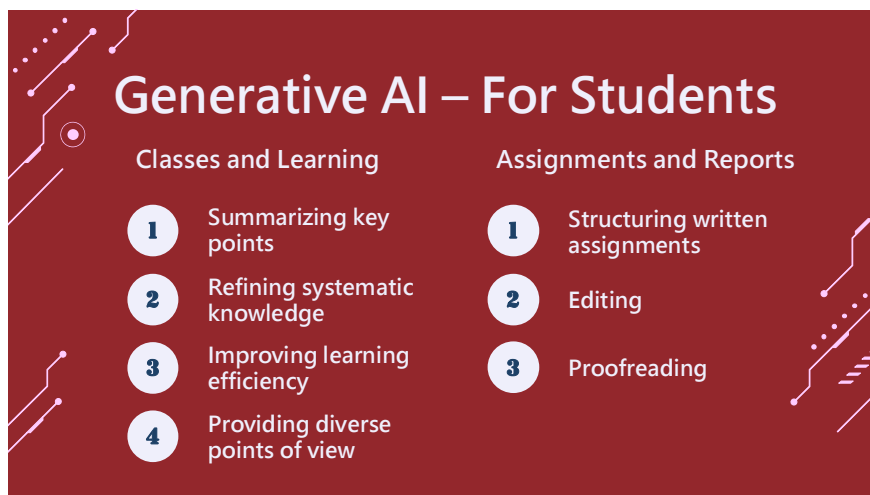 Generative AI – For Students
Classes and Learning
1
Summarizing key
points
2
Refining systematic
knowledge
3
Improving learning
efficiency
4
Providing diverse
points of view
Assignments and Reports
1
Structuring written
assignments
2
Editing
3
Proofreading